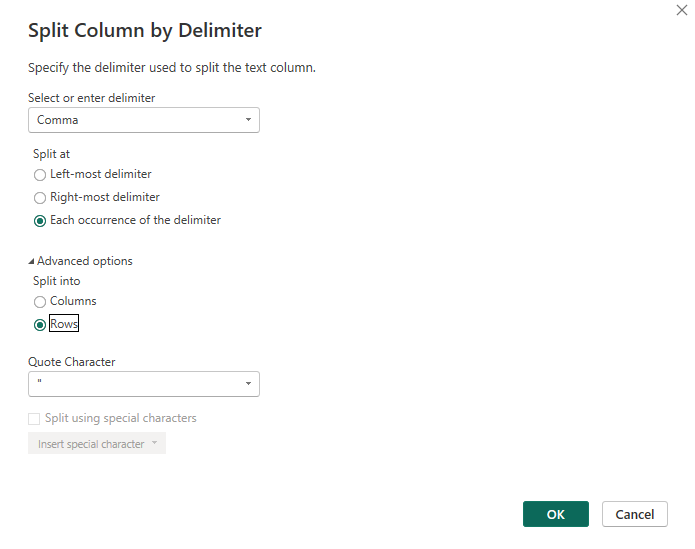 Split Column by Delimiter
Specify the delimiter used to split the text column.
Select or enter delimiter
Comma
Split at
Left-most delimiter
Right-most delimiter
Each occurrence of the delimiter
Advanced options
Split into
Columns
Rows
Quote Character
"
Split using special characters
Insert special character
OK Cancel